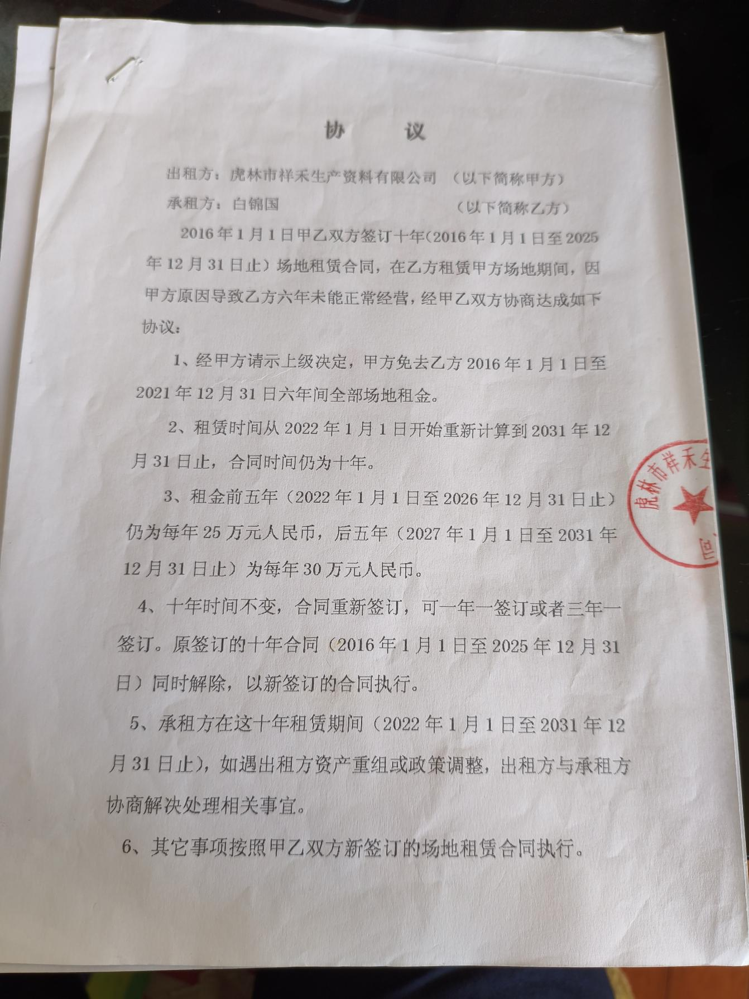 协 议
出租方：虎林市祥禾生产资料有限公司 （以下简称甲方）
承租方：白锦国 （以下简称乙方）
2016年1月1日甲乙双方签订十年（2016年1月1日至2025
年12月31日止）场地租赁合同，在乙方租赁甲方场地期间，因
甲方原因导致乙方六年未能正常经营，经甲乙双方协商达成如下
协议：
1、经甲方请示上级决定，甲方免去乙方2016年1月1日至
2021年12月31日六年间全部场地租金。
2、租赁时间从2022年1月1日开始重新计算到2031年12
月31日止，合同时间仍为十年。
3、租金前五年（2022年1月1日至2026年12月31日止）
仍为每年25万元人民币，后五年（2027年1月1日至2031年
12月31日止）为每年30万元人民币。
4、十年时间不变，合同重新签订，可一年一签订或者三年一
签订。原签订的十年合同（2016年1月1日至2025年12月31
日）同时解除，以新签订的合同执行。
5、承租方在这十年租赁期间（2022年1月1日至2031年12
月31日止），如遇出租方资产重组或政策调整，出租方与承租方
协商解决处理相关事宜。
6、其它事项按照甲乙双方新签订的场地租赁合同执行。
虎林市祥禾生
司